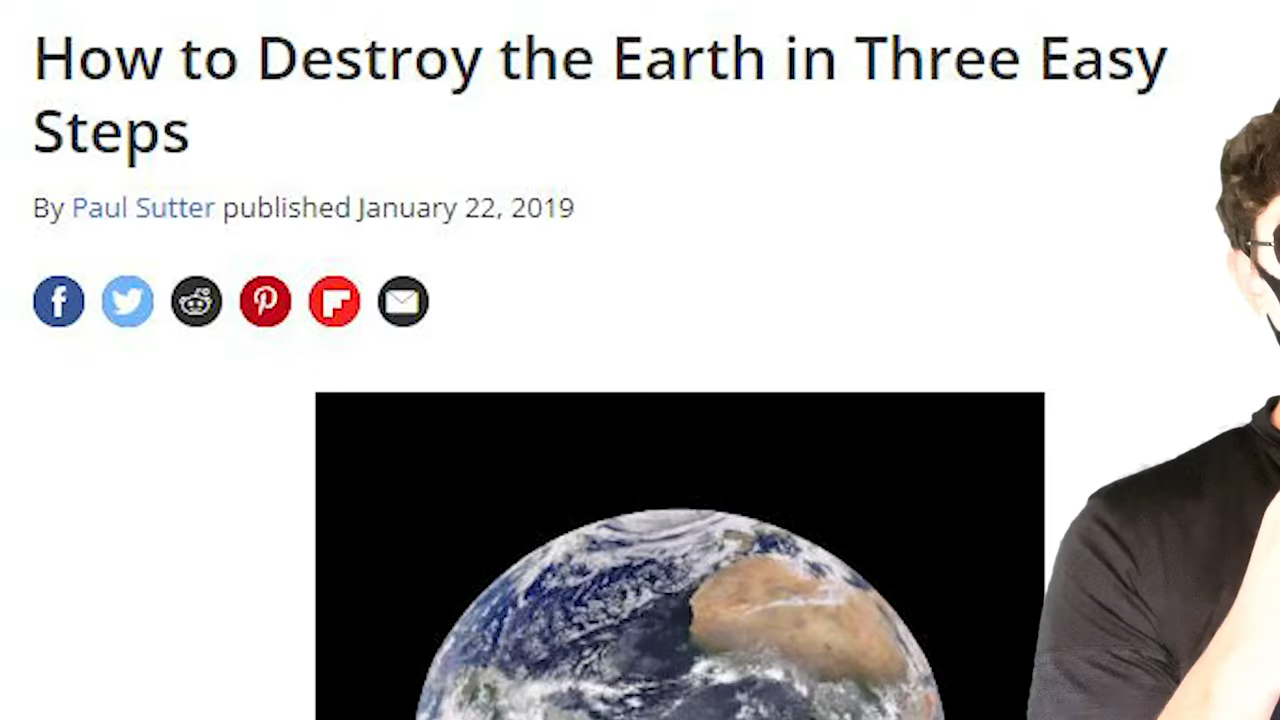 How to Destroy the Earth in Three Easy
Steps
By Paul Sutter published January 22, 2019